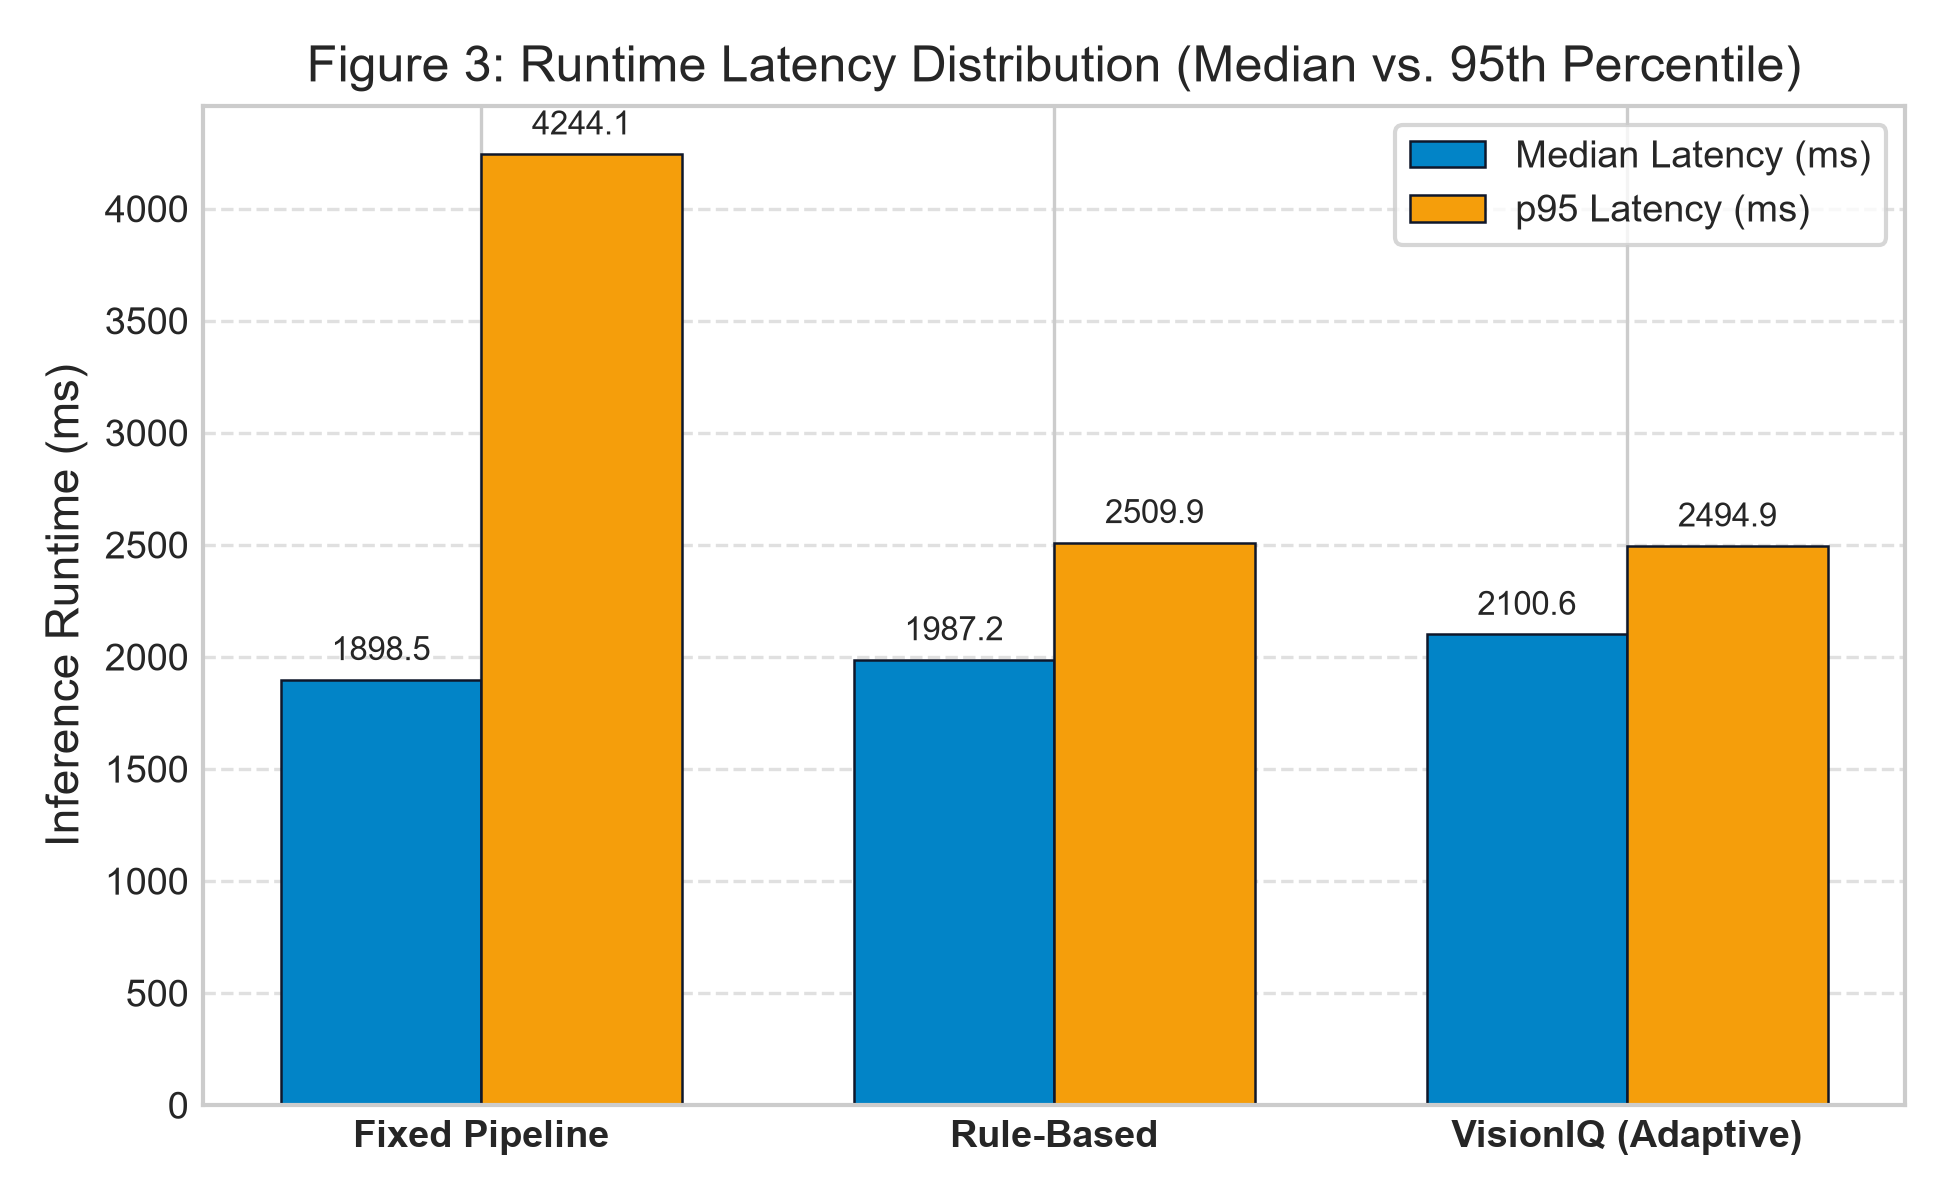 Figure 3: Runtime Latency Distribution (Median vs. 95th Percentile)
Median Latency (ms)
p95 Latency (ms)
Inference Runtime (ms)
4000
3500
3000
2500
2000
1500
1000
500
0
1898.5
4244.1
1987.2
2509.9
2100.6
2494.9
Fixed Pipeline
Rule-Based
VisionIQ (Adaptive)